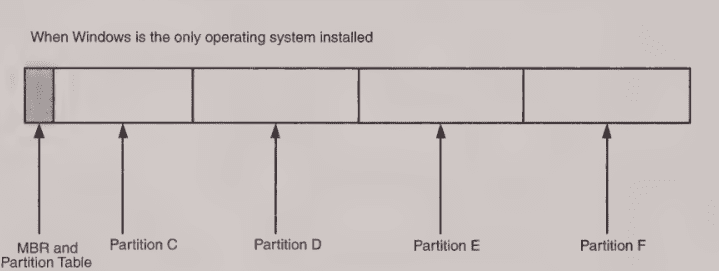 When Windows is the only operating system installed
MBR and
Partition Table
Partition C
Partition D
Partition E
Partition F